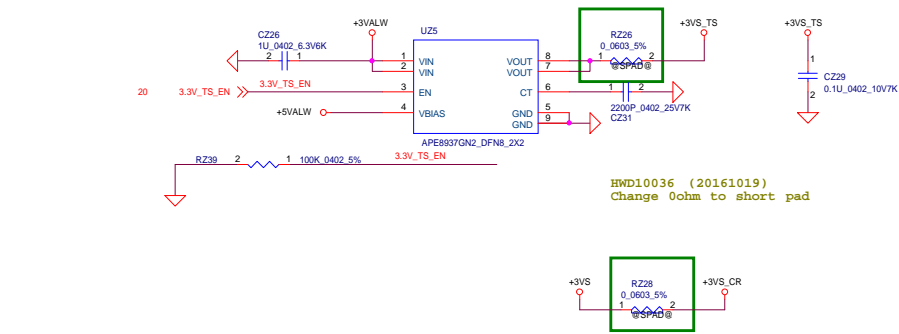 +3VALW
CZ26
1U_0402_6.3V6K
2 1
UZ5
1 VIN
2 VIN
3 EN
4 VBIAS
VOUT 8
VOUT 7
CT 6
GND 5
GND 9
APE8937GN2_DFN8_2X2
20 3.3V_TS_EN 3.3V_TS_EN
+5VALW
RZ26
0_0603_5%
1 2
@SPAD@
+3VS_TS
1 2
2200P_0402_25V7K
CZ31
+3VS_TS
1
CZ29
0.1U_0402_10V7K
2
RZ39 2 1 100K_0402_5%
3.3V_TS_EN
HWD10036 (20161019)
Change 0ohm to short pad
+3VS
RZ28
0_0603_5%
1 2
@SPAD@
+3VS_CR